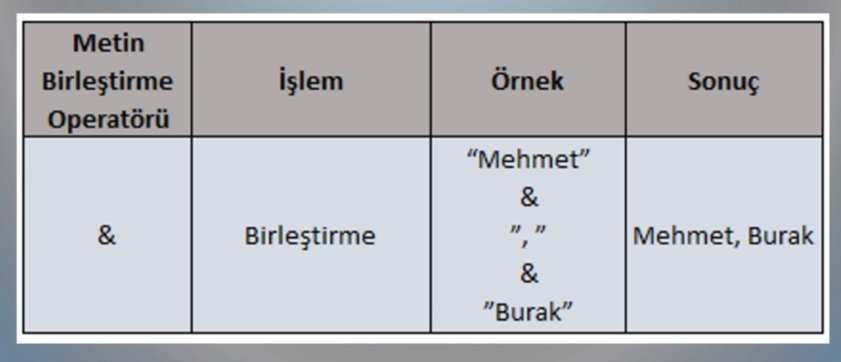 Metin
Birleştirme
Operatörü
İşlem
Örnek
Sonuç
&
Birleştirme
“Mehmet”
&
”, ”
&
”Burak”
Mehmet, Burak